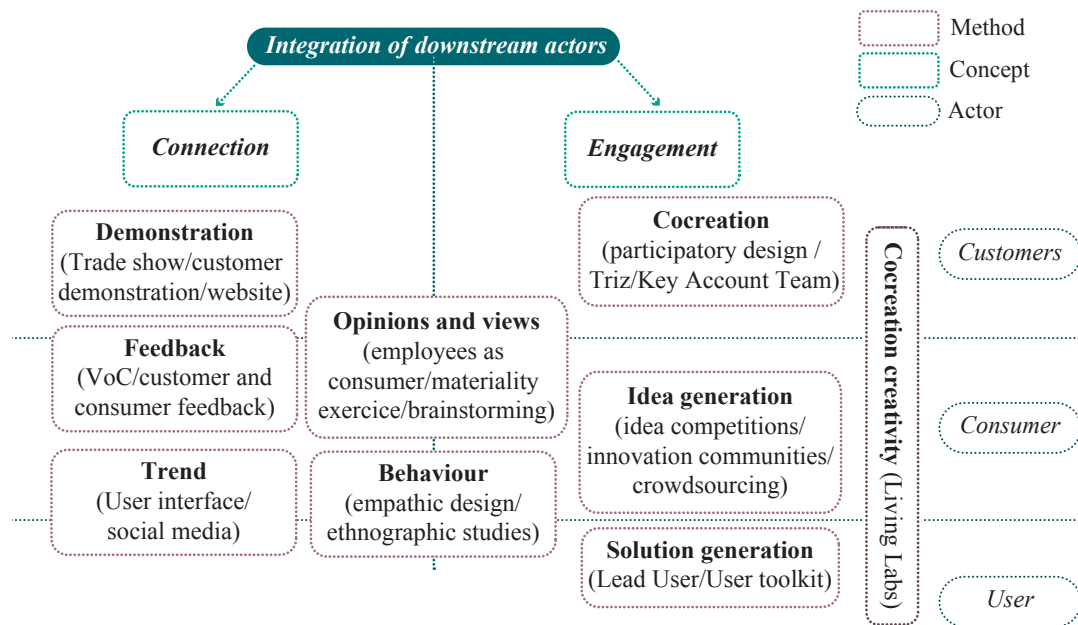 Integration of downstream actors
Method
Concept
Actor
Connection
Engagement
Demonstration
(Trade show/customer
demonstration/website)
Feedback
(VoC/customer and
consumer feedback)
Trend
(User interface/
social media)
Opinions and views
(employees as
consumer/materiality
exercice/brainstorming)
Behaviour
(empathic design/
ethnographic studies)
Cocreation
(participatory design /
Triz/Key Account Team)
Idea generation
(idea competitions/
innovation communities/
crowdsourcing)
Solution generation
(Lead User/User toolkit)
Cocreation creativity (Living Labs)
Customers
Consumer
User